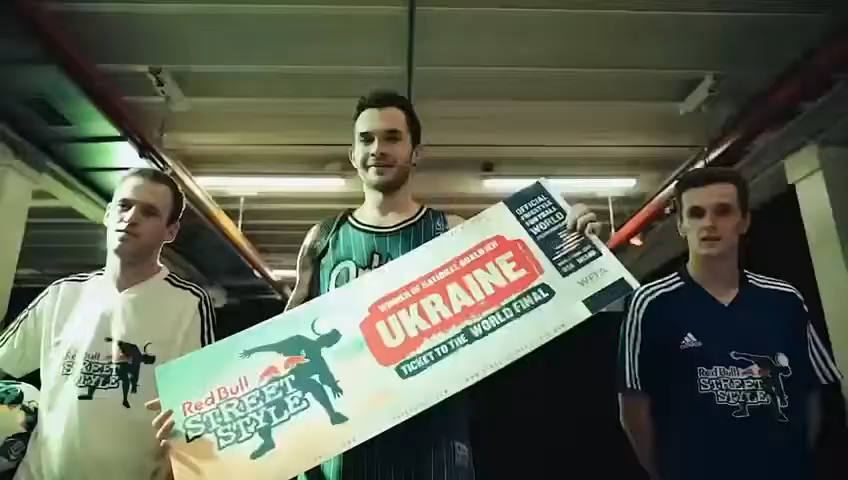 Red Bull
STREET
STYLE
Red Bull
STREET
STYLE
WINNER OF NATIONAL QUALIFIER
UKRAINE
TICKET TO THE WORLD FINAL
OFFICIAL
FREESTYLE
FOOTBALL
WORLD
WFFA
adidas
Red Bull
STREET
STYLE